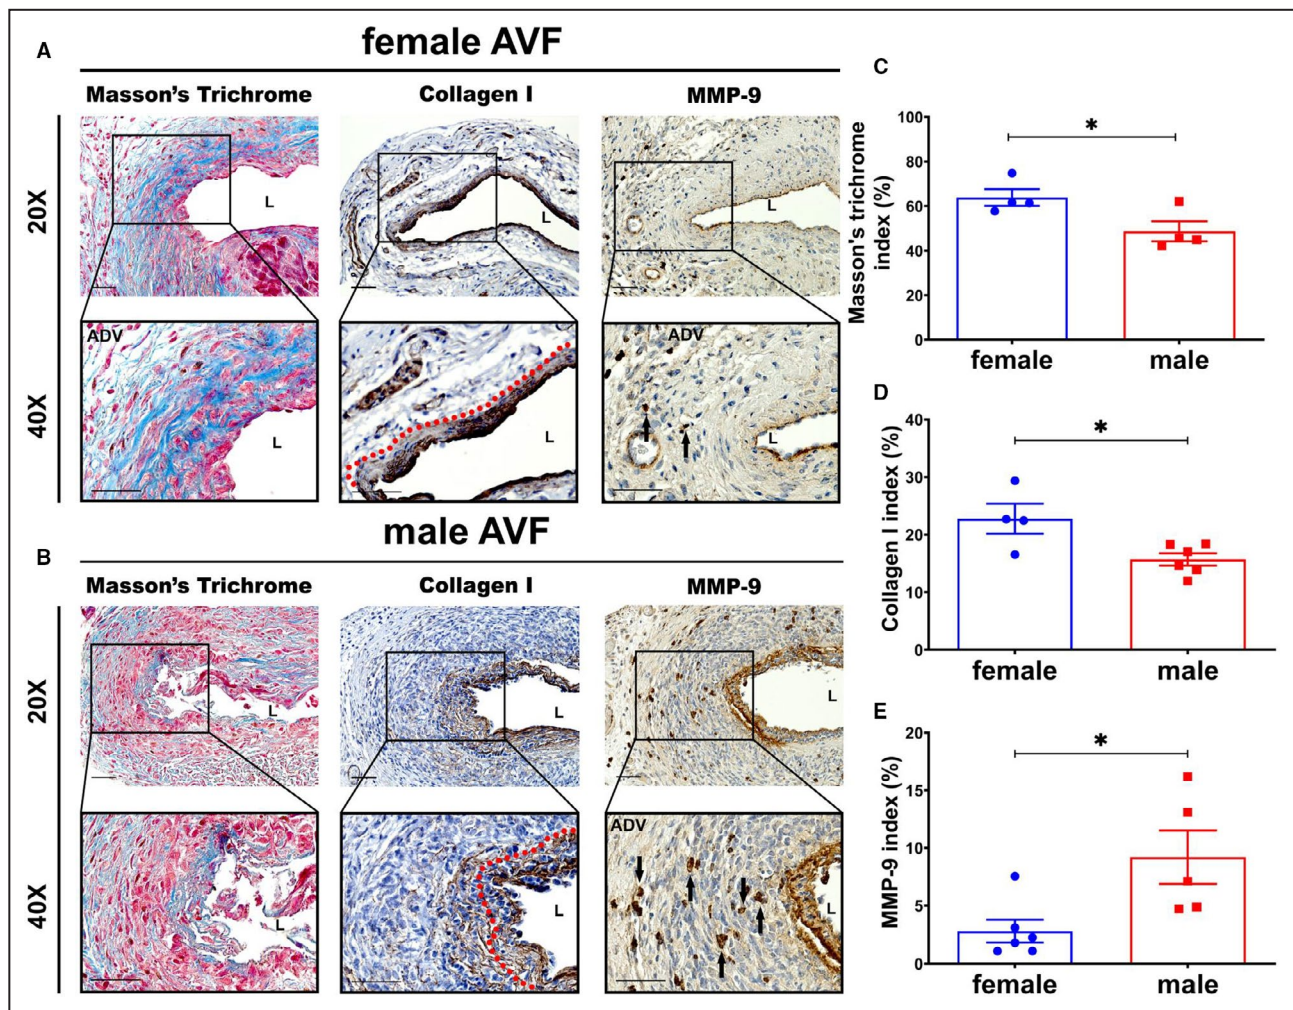 A
female AVF
Masson's Trichrome
Collagen I
MMP-9
20X
L
L
L
40X
ADV
L
L
L
B
male AVF
Masson's Trichrome
Collagen I
MMP-9
20X
L
L
L
40X
L
L
ADV
L
C
Masson's trichrome
index (%)
100
80
60
40
20
0
*
female
male
D
Collagen I index (%)
40
30
20
10
0
*
female
male
E
MMP-9 index (%)
20
15
10
5
0
*
female
male